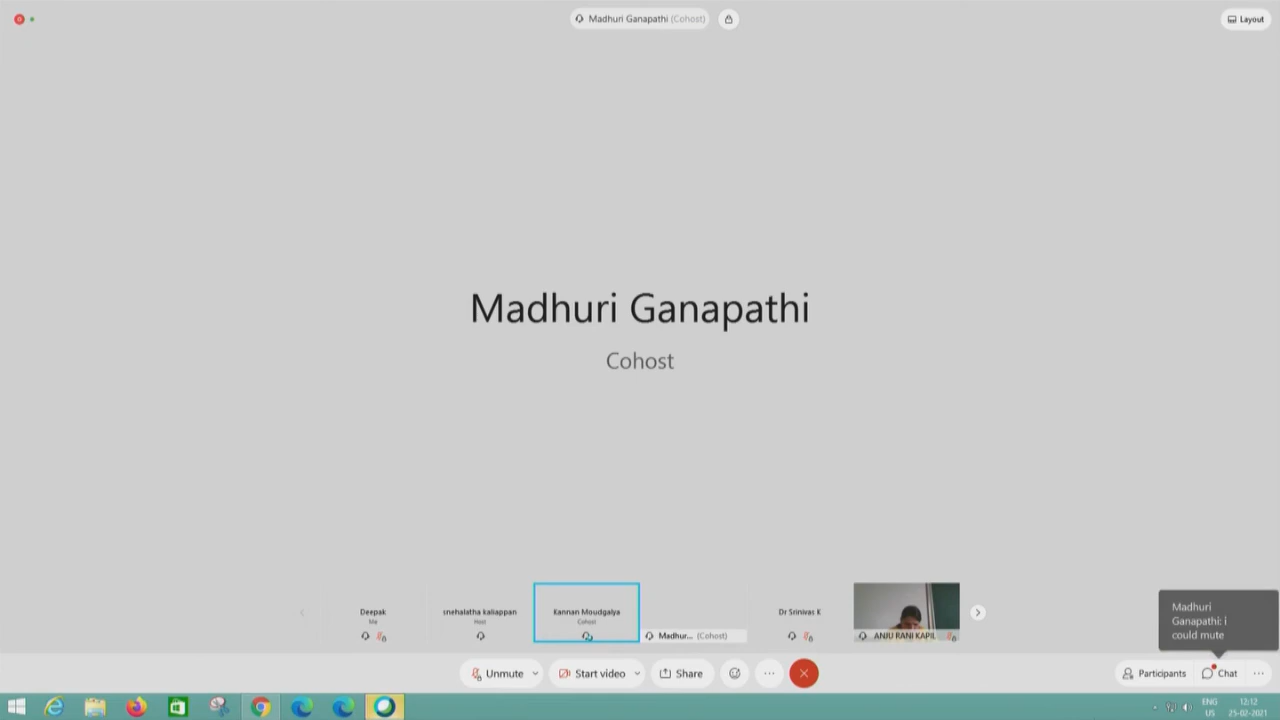 Madhuri Ganapathi (Cohost)
Layout
Madhuri Ganapathi
Cohost
Deepak
Me
snehalatha kaliappan
Host
Kannan Moudgalya
Cohost
Madhur... (Cohost)
Dr Srinivas K
ANJU RANI KAPIL
Madhuri
Ganapathi: i
could mute
Unmute
Start video
Share
...
Participants
Chat
...
ENG
US
12:12
25-02-2021